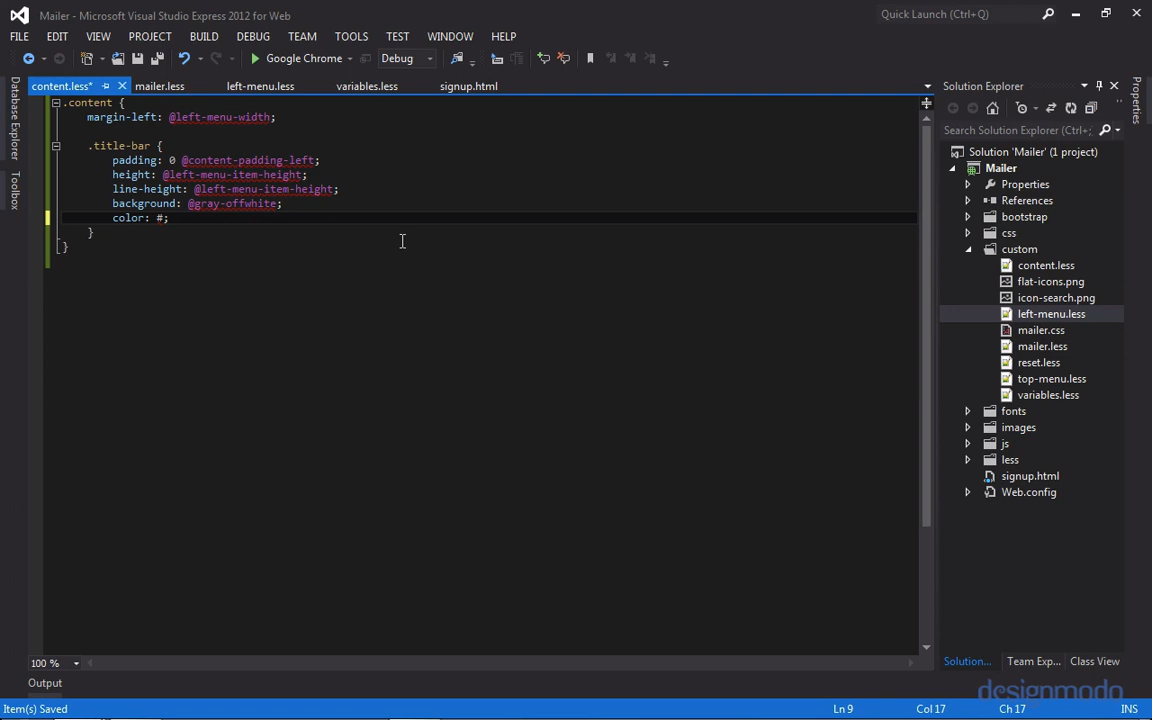 Mailer - Microsoft Visual Studio Express 2012 for Web
Quick Launch (Ctrl+Q)
FILE EDIT VIEW PROJECT BUILD DEBUG TEAM TOOLS TEST WINDOW HELP
Google Chrome Debug
content.less* mailer.less left-menu.less variables.less signup.html
Database Explorer
Toolbox
.content {
margin-left: @left-menu-width;
.title-bar {
padding: 0 @content-padding-left;
height: @left-menu-item-height;
line-height: @left-menu-item-height;
background: @gray-offwhite;
color: #;
}
}
100 %
Output
Solution Explorer
Search Solution Explorer (Ctrl+;)
Solution 'Mailer' (1 project)
Mailer
Properties
References
bootstrap
css
custom
content.less
flat-icons.png
icon-search.png
left-menu.less
mailer.css
mailer.less
reset.less
top-menu.less
variables.less
fonts
images
js
less
signup.html
Web.config
Solution... Team Exp... Class View
Properties
designmodo
Item(s) Saved Ln 9 Col 17 Ch 17 INS